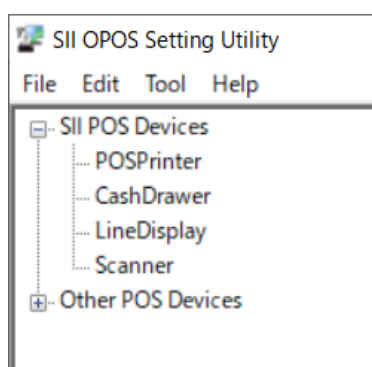 SII OPOS Setting Utility
File Edit Tool Help
SII POS Devices
POSPrinter
CashDrawer
LineDisplay
Scanner
Other POS Devices